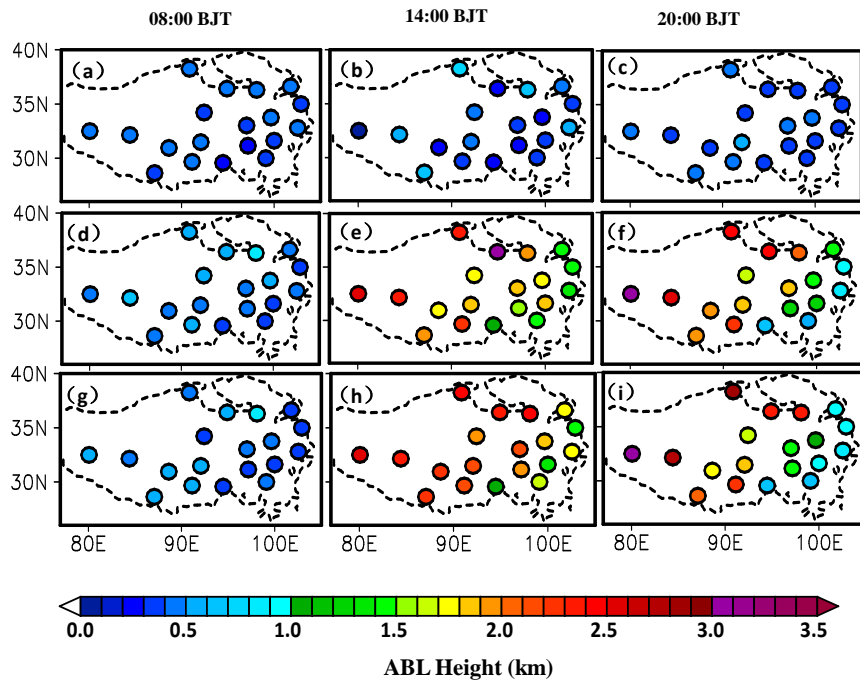 08:00 BJT 14:00 BJT 20:00 BJT
40N (a) (b) (c)
35N
30N
40N (d) (e) (f)
35N
30N
40N (g) (h) (i)
35N
30N
80E 90E 100E 80E 90E 100E 80E 90E 100E
0.0 0.5 1.0 1.5 2.0 2.5 3.0 3.5
ABL Height (km)